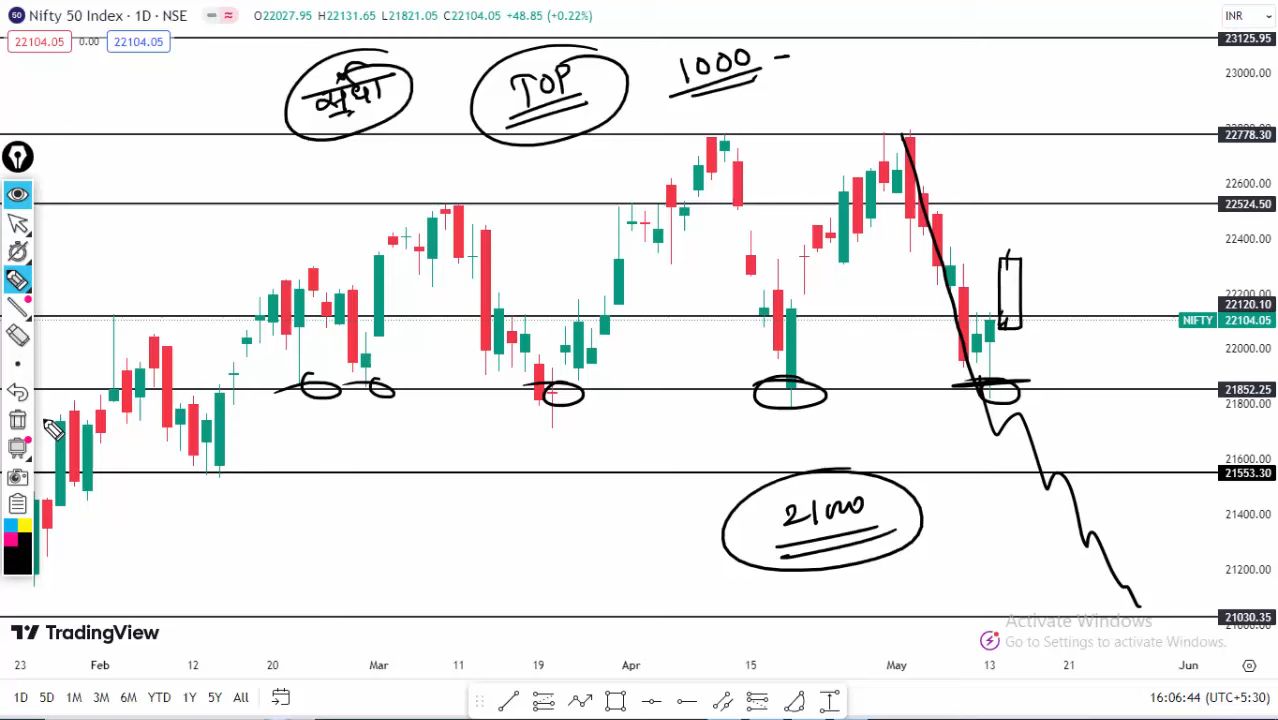 50 Nifty 50 Index · 1D · NSE O22027.95 H22131.65 L21821.05 C22104.05 +48.85 (+0.22%) INR
22104.05 0.00 22104.05
23125.95
23000.00
TOP 1000
22778.30
22600.00
22524.50
22400.00
22200.00
22120.10
NIFTY 22104.05
22000.00
21852.25
21800.00
21600.00
21553.30
21400.00
21200.00
21030.35
TradingView
Activate Windows
Go to Settings to activate Windows.
23 Feb 12 20 Mar 11 19 Apr 15 May 13 21 Jun
1D 5D 1M 3M 6M YTD 1Y 5Y All 16:06:44 (UTC+5:30)